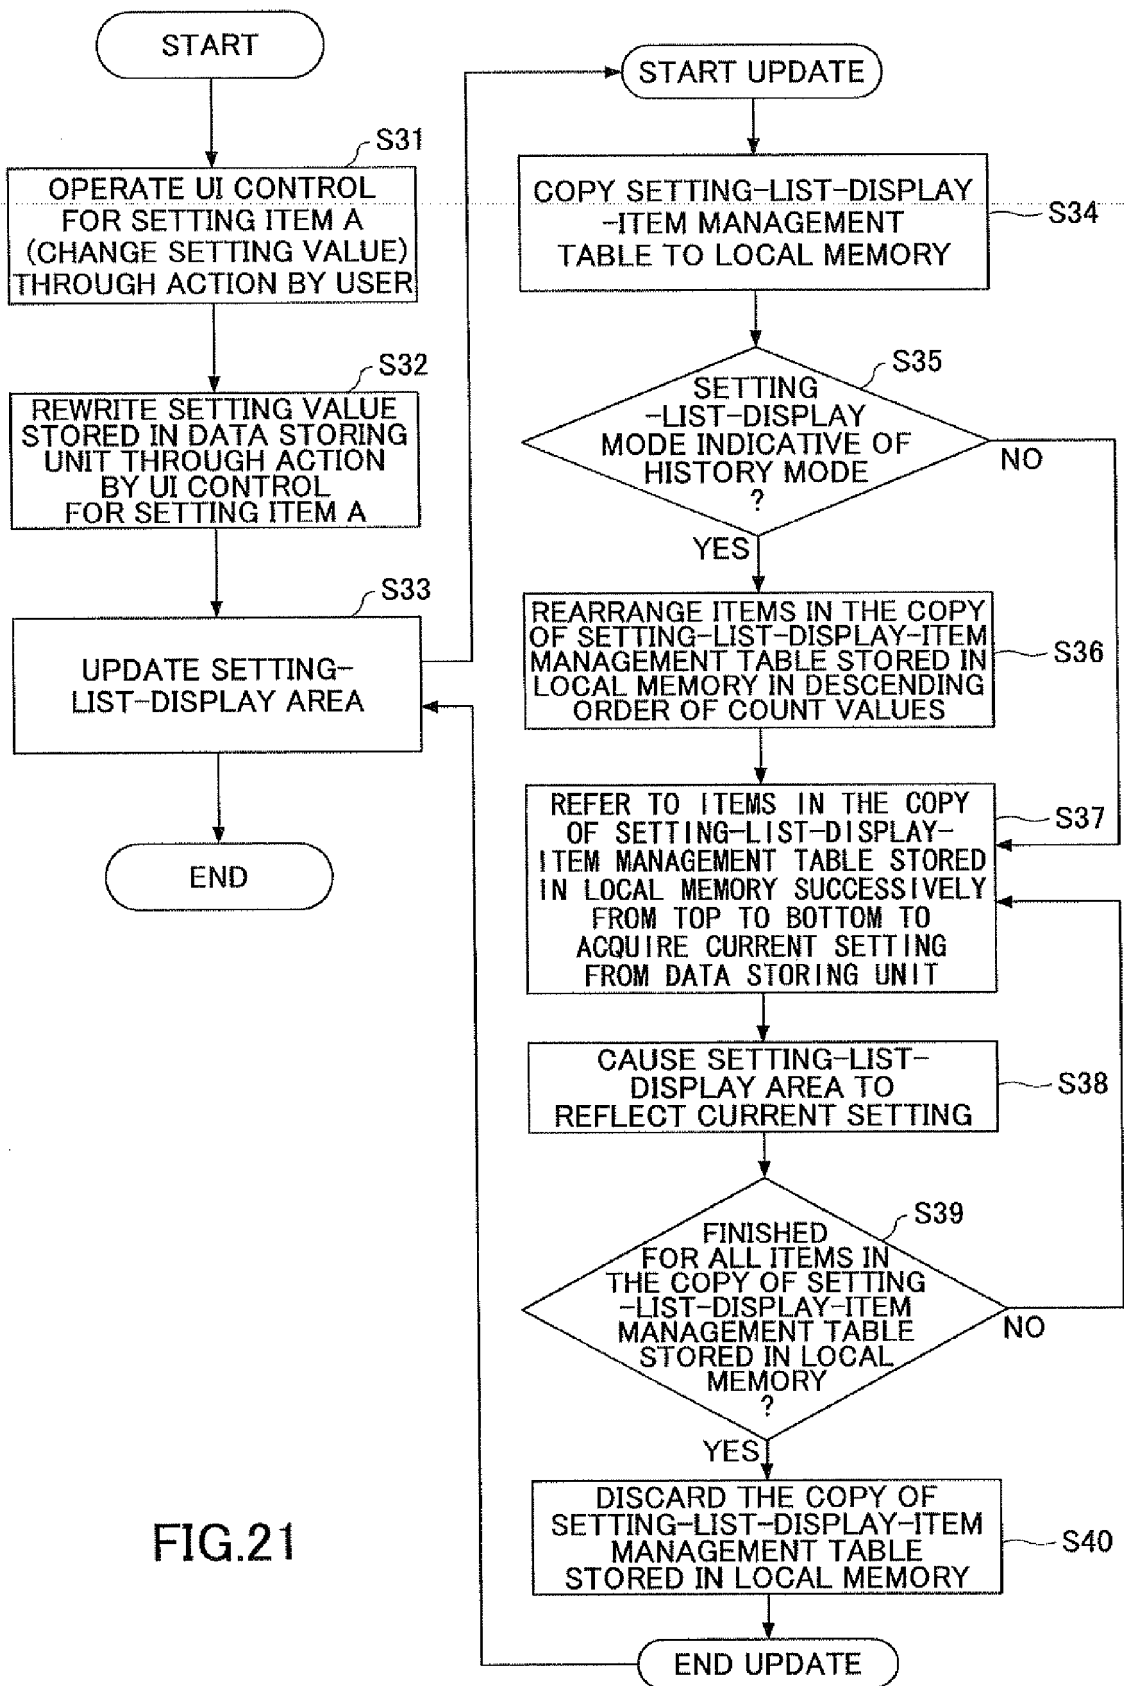 START
S31
OPERATE UI CONTROL
FOR SETTING ITEM A
(CHANGE SETTING VALUE)
THROUGH ACTION BY USER
S32
REWRITE SETTING VALUE
STORED IN DATA STORING
UNIT THROUGH ACTION
BY UI CONTROL
FOR SETTING ITEM A
S33
UPDATE SETTING-
LIST-DISPLAY AREA
END
START UPDATE
COPY SETTING-LIST-DISPLAY
-ITEM MANAGEMENT
TABLE TO LOCAL MEMORY
S34
S35
SETTING
-LIST-DISPLAY
MODE INDICATIVE OF
HISTORY MODE
?
NO
YES
REARRANGE ITEMS IN THE COPY
OF SETTING-LIST-DISPLAY-ITEM
MANAGEMENT TABLE STORED IN
LOCAL MEMORY IN DESCENDING
ORDER OF COUNT VALUES
S36
REFER TO ITEMS IN THE COPY
OF SETTING-LIST-DISPLAY-
ITEM MANAGEMENT TABLE STORED
IN LOCAL MEMORY SUCCESSIVELY
FROM TOP TO BOTTOM TO
ACQUIRE CURRENT SETTING
FROM DATA STORING UNIT
S37
CAUSE SETTING-LIST-
DISPLAY AREA TO
REFLECT CURRENT SETTING
S38
S39
FINISHED
FOR ALL ITEMS IN
THE COPY OF SETTING
-LIST-DISPLAY-ITEM
MANAGEMENT TABLE
STORED IN LOCAL
MEMORY
?
NO
YES
DISCARD THE COPY OF
SETTING-LIST-DISPLAY-ITEM
MANAGEMENT TABLE
STORED IN LOCAL MEMORY
S40
END UPDATE
FIG.21